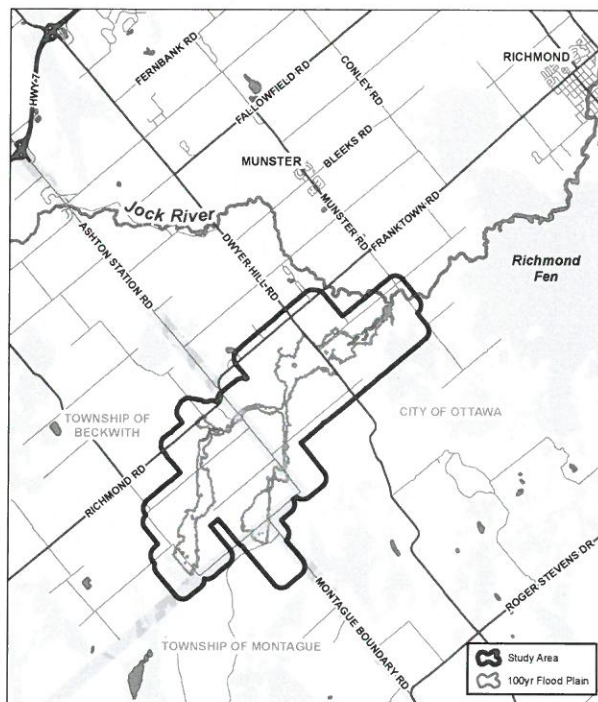 FERNBANK RD
HWY-7
CONLEY RD
RICHMOND
FALLOWFIELD RD
BLEEKS RD
MUNSTER
MUNSTER RD
FRANKTOWN RD
Jock River
ASHTON STATION RD
DWYER-HILL RD
Richmond
Fen
TOWNSHIP OF
BECKWITH
CITY OF OTTAWA
RICHMOND RD
ROGER STEVENS DR
MONTAGUE BOUNDARY RD
TOWNSHIP OF MONTAGUE
Study Area
100yr Flood Plain